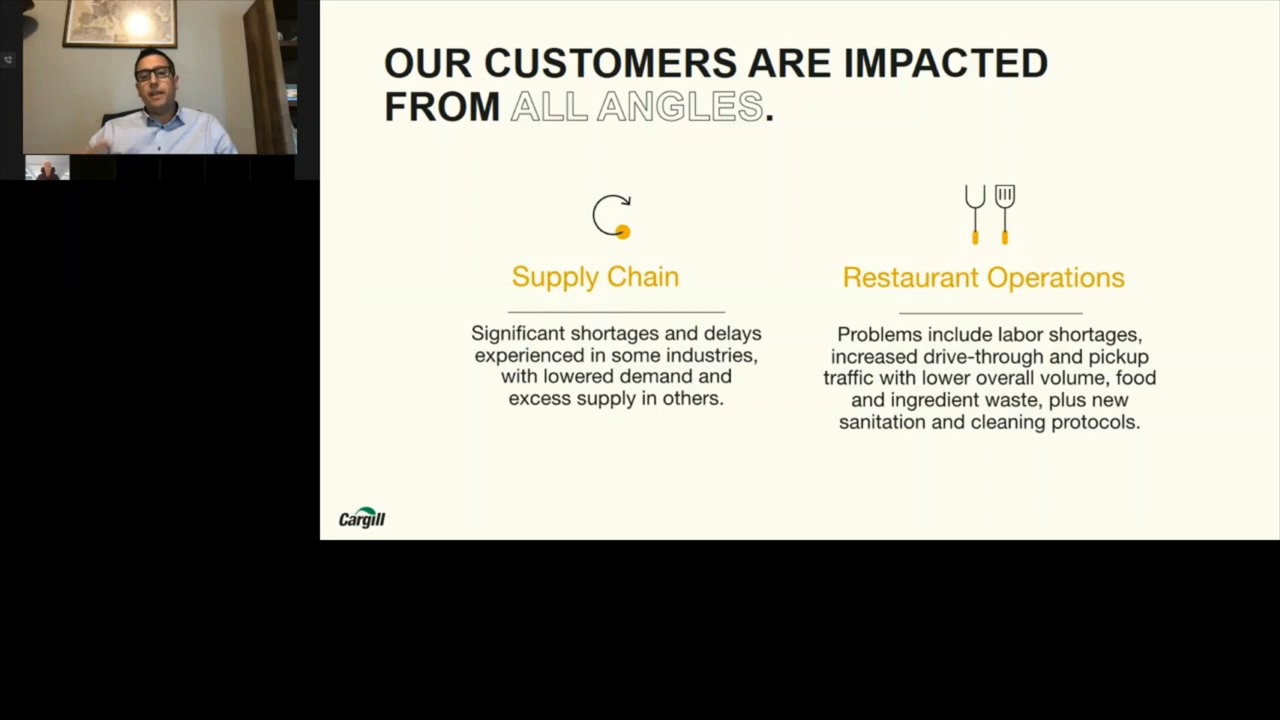 OUR CUSTOMERS ARE IMPACTED
FROM ALL ANGLES.
Supply Chain
Significant shortages and delays
experienced in some industries,
with lowered demand and
excess supply in others.
Restaurant Operations
Problems include labor shortages,
increased drive-through and pickup
traffic with lower overall volume, food
and ingredient waste, plus new
sanitation and cleaning protocols.
Cargill